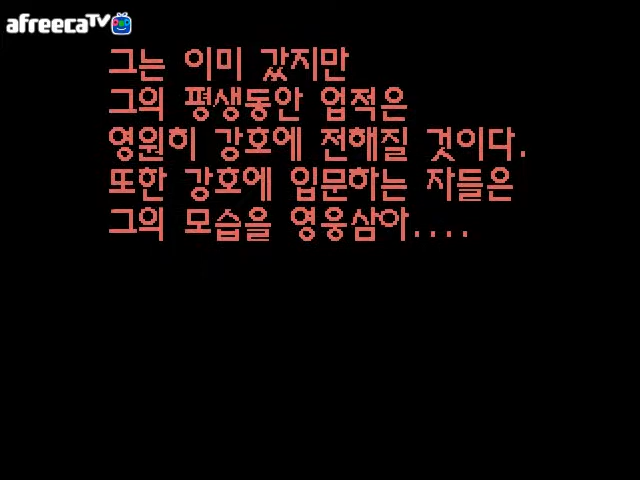 afreecaTV
그는 이미 갔지만
그의 평생동안 업적은
영원히 강호에 전해질 것이다.
또한 강호에 입문하는 자들은
그의 모습을 영웅삼아....